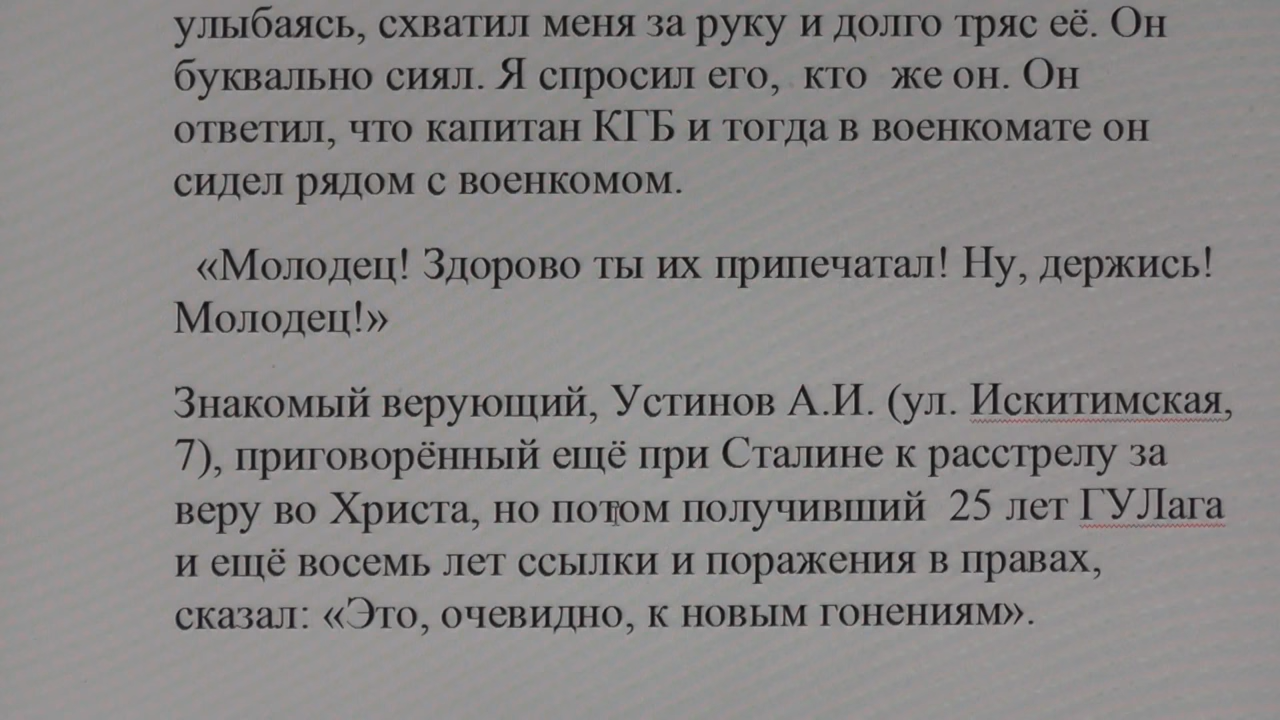 улыбаясь, схватил меня за руку и долго тряс её. Он
буквально сиял. Я спросил его,  кто  же он. Он
ответил, что капитан КГБ и тогда в военкомате он
сидел рядом с военкомом.
«Молодец! Здорово ты их припечатал! Ну, держись!
Молодец!»
Знакомый верующий, Устинов А.И. (ул. Искитимская,
7), приговорённый ещё при Сталине к расстрелу за
веру во Христа, но потом получивший  25 лет ГУЛага
и ещё восемь лет ссылки и поражения в правах,
сказал: «Это, очевидно, к новым гонениям».